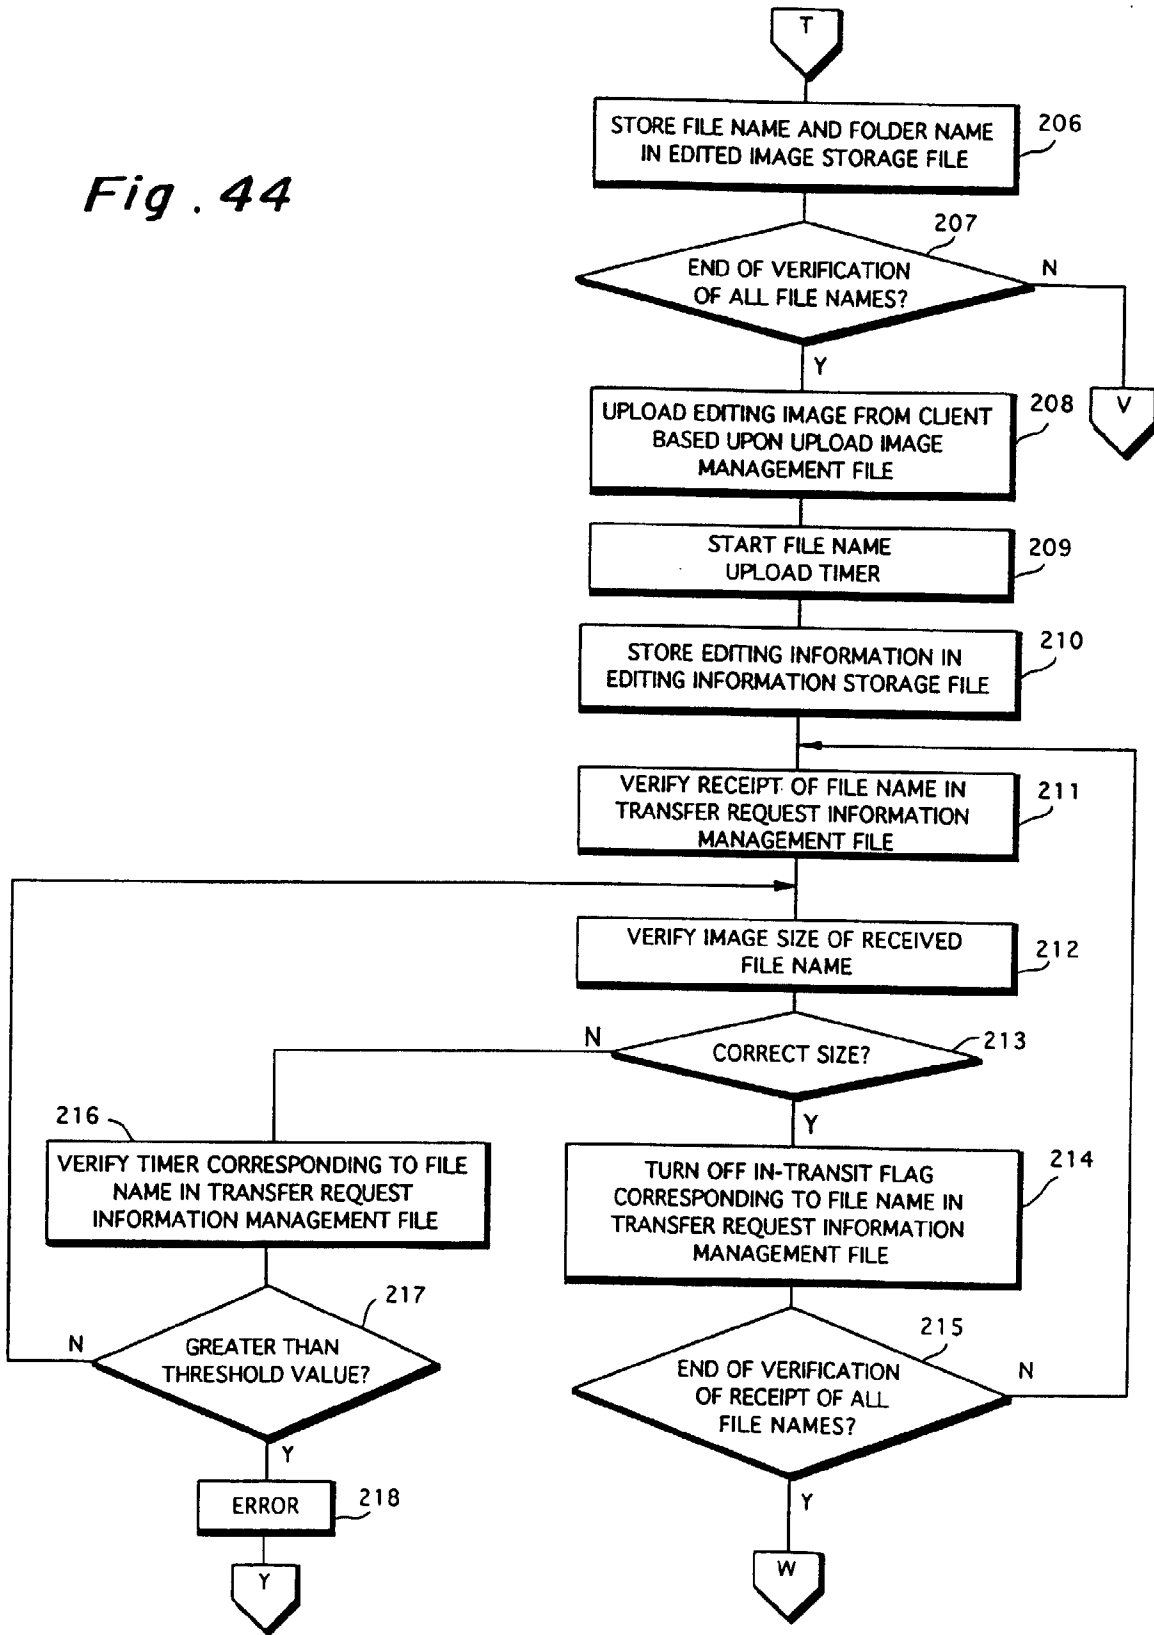 T
STORE FILE NAME AND FOLDER NAME
IN EDITED IMAGE STORAGE FILE
206
Fig. 44
207
END OF VERIFICATION
OF ALL FILE NAMES?
N
Y
V
UPLOAD EDITING IMAGE FROM CLIENT
BASED UPON UPLOAD IMAGE
MANAGEMENT FILE
208
START FILE NAME
UPLOAD TIMER
209
STORE EDITING INFORMATION IN
EDITING INFORMATION STORAGE FILE
210
VERIFY RECEIPT OF FILE NAME IN
TRANSFER REQUEST INFORMATION
MANAGEMENT FILE
211
VERIFY IMAGE SIZE OF RECEIVED
FILE NAME
212
N
CORRECT SIZE?
213
Y
216
VERIFY TIMER CORRESPONDING TO FILE
NAME IN TRANSFER REQUEST
INFORMATION MANAGEMENT FILE
TURN OFF IN-TRANSIT FLAG
CORRESPONDING TO FILE NAME IN
TRANSFER REQUEST INFORMATION
MANAGEMENT FILE
214
217
N
GREATER THAN
THRESHOLD VALUE?
Y
215
END OF VERIFICATION
OF RECEIPT OF ALL
FILE NAMES?
N
Y
ERROR
218
Y
W